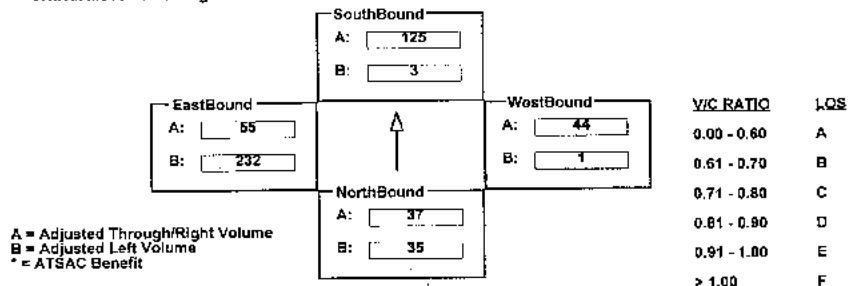 SouthBound
A: 125
B: 3
EastBound
A: 55
B: 232
WestBound
A: 44
B: 1
NorthBound
A: 37
B: 35
A = Adjusted Through/Right Volume
B = Adjusted Left Volume
* = ATSAC Benefit
V/C RATIO LOS
0.00 - 0.60 A
0.61 - 0.70 B
0.71 - 0.80 C
0.81 - 0.90 D
0.91 - 1.00 E
> 1.00 F